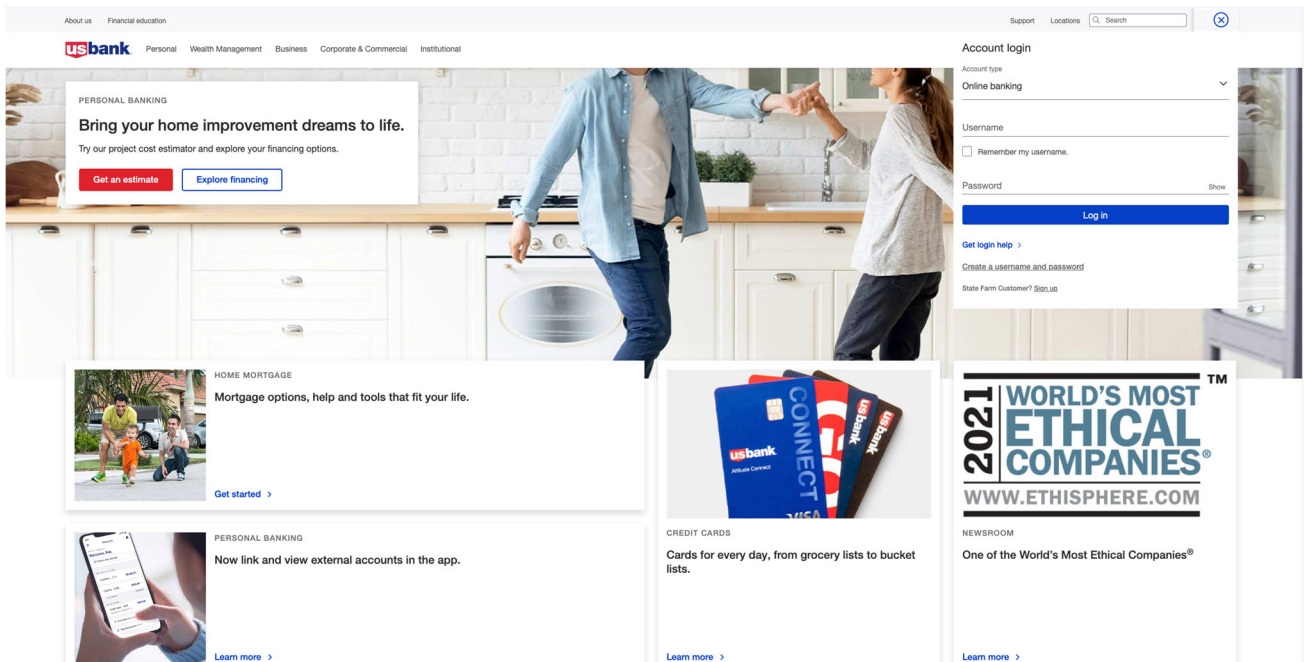 About us
Financial education
Support
Locations
Search
usbank
Personal
Wealth Management
Business
Corporate & Commercial
Institutional
Account login
Account type
Online banking
Username
Remember my username.
Password
Show
Log in
Get login help >
Create a username and password
State Farm Customer? Sign up
PERSONAL BANKING
Bring your home improvement dreams to life.
Try our project cost estimator and explore your financing options.
Get an estimate
Explore financing
HOME MORTGAGE
Mortgage options, help and tools that fit your life.
Get started >
PERSONAL BANKING
Now link and view external accounts in the app.
Learn more >
usbank
Altitude Connect
CONNECT
VISA
usbank
usbank
CREDIT CARDS
Cards for every day, from grocery lists to bucket
lists.
Learn more >
2021
WORLD'S MOST
ETHICAL
COMPANIES®
TM
WWW.ETHISPHERE.COM
NEWSROOM
One of the World's Most Ethical Companies®
Learn more >